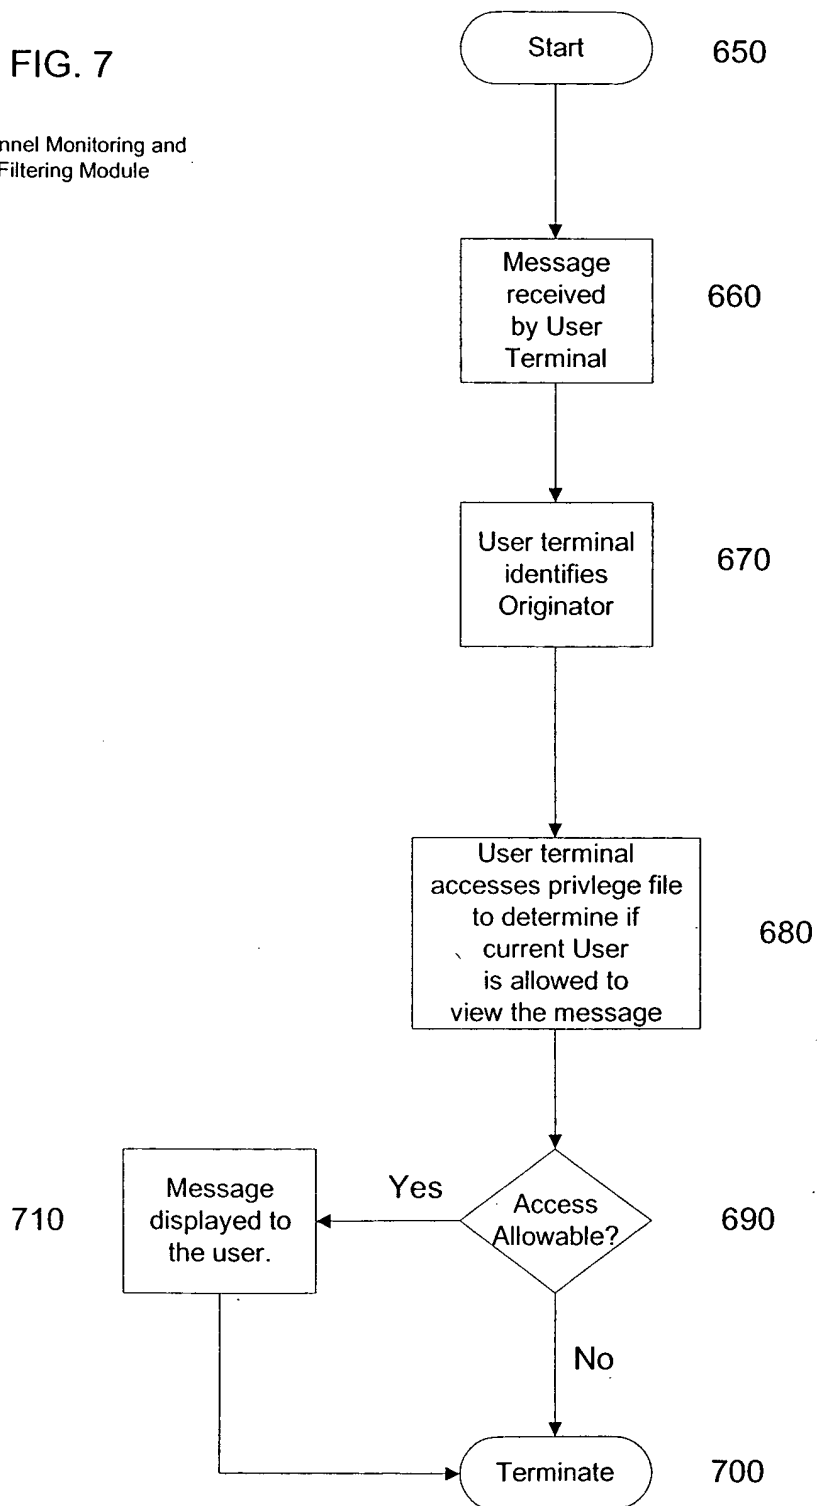 FIG. 7
nnel Monitoring and
Filtering Module
Start
650
Message
received
by User
Terminal
660
User terminal
identifies
Originator
670
User terminal
accesses privlege file
to determine if
current User
is allowed to
view the message
680
Access
Allowable?
690
Yes
Message
displayed to
the user.
710
No
Terminate
700